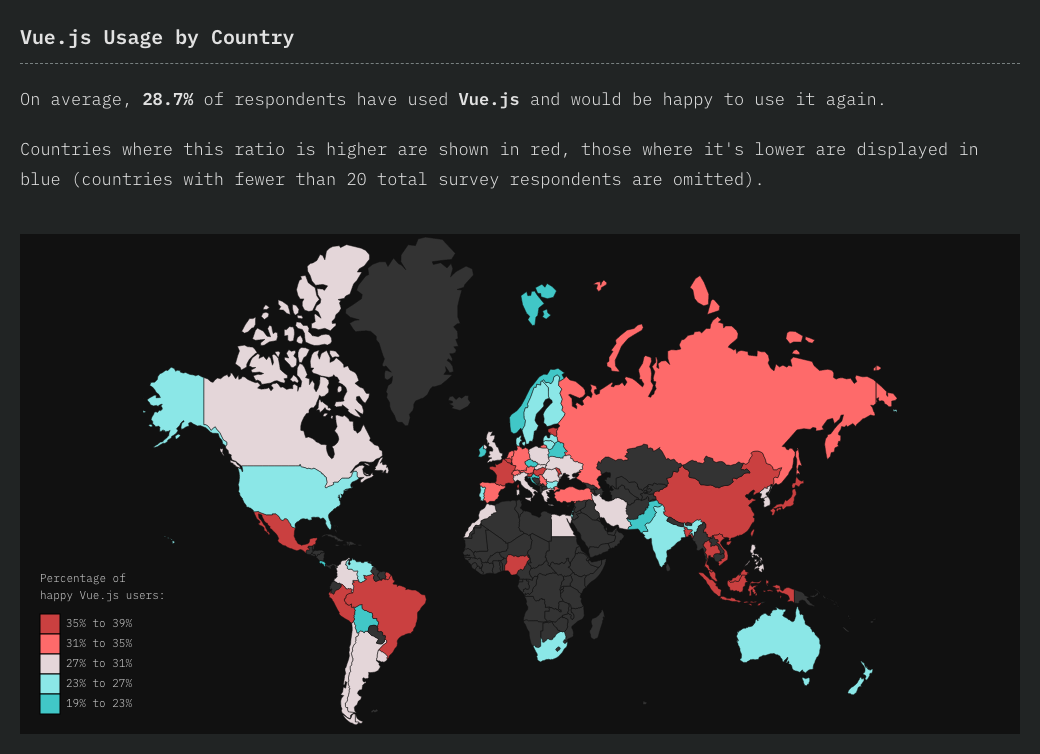 Vue.js Usage by Country
On average, 28.7% of respondents have used Vue.js and would be happy to use it again.
Countries where this ratio is higher are shown in red, those where it's lower are displayed in
blue (countries with fewer than 20 total survey respondents are omitted).
Percentage of
happy Vue.js users:
35% to 39%
31% to 35%
27% to 31%
23% to 27%
19% to 23%